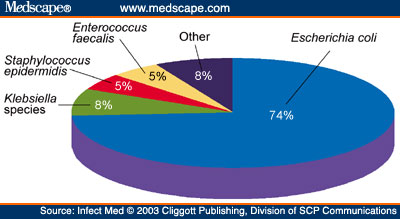 Medscape® www.medscape.com
Enterococcus
faecalis
Other
Escherichia coli
Staphylococcus
epidermidis
Klebsiella
species
5%
8%
5%
8%
74%
Source: Infect Med © 2003 Cliggott Publishing, Division of SCP Communications